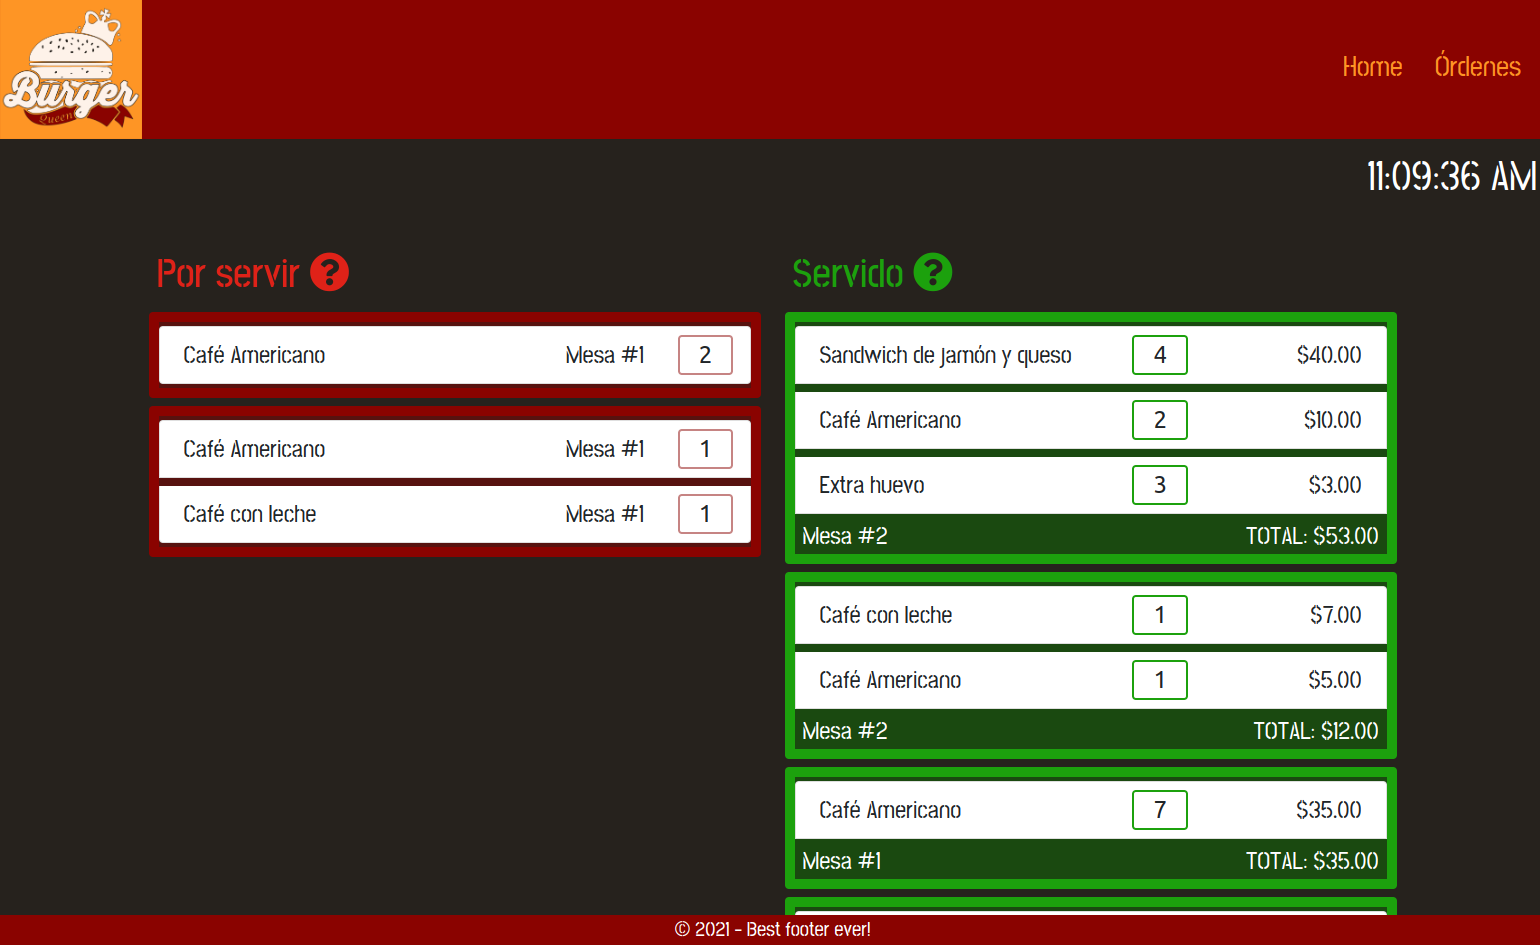 Burger
Queen
Home
Órdenes
11:09:36 AM
Por servir ?
Café Americano Mesa #1 2
Café Americano Mesa #1 1
Café con leche Mesa #1 1
Servido ?
Sandwich de jamón y queso 4 $40.00
Café Americano 2 $10.00
Extra huevo 3 $3.00
Mesa #2 TOTAL: $53.00
Café con leche 1 $7.00
Café Americano 1 $5.00
Mesa #2 TOTAL: $12.00
Café Americano 7 $35.00
Mesa #1 TOTAL: $35.00
© 2021 - Best footer ever!